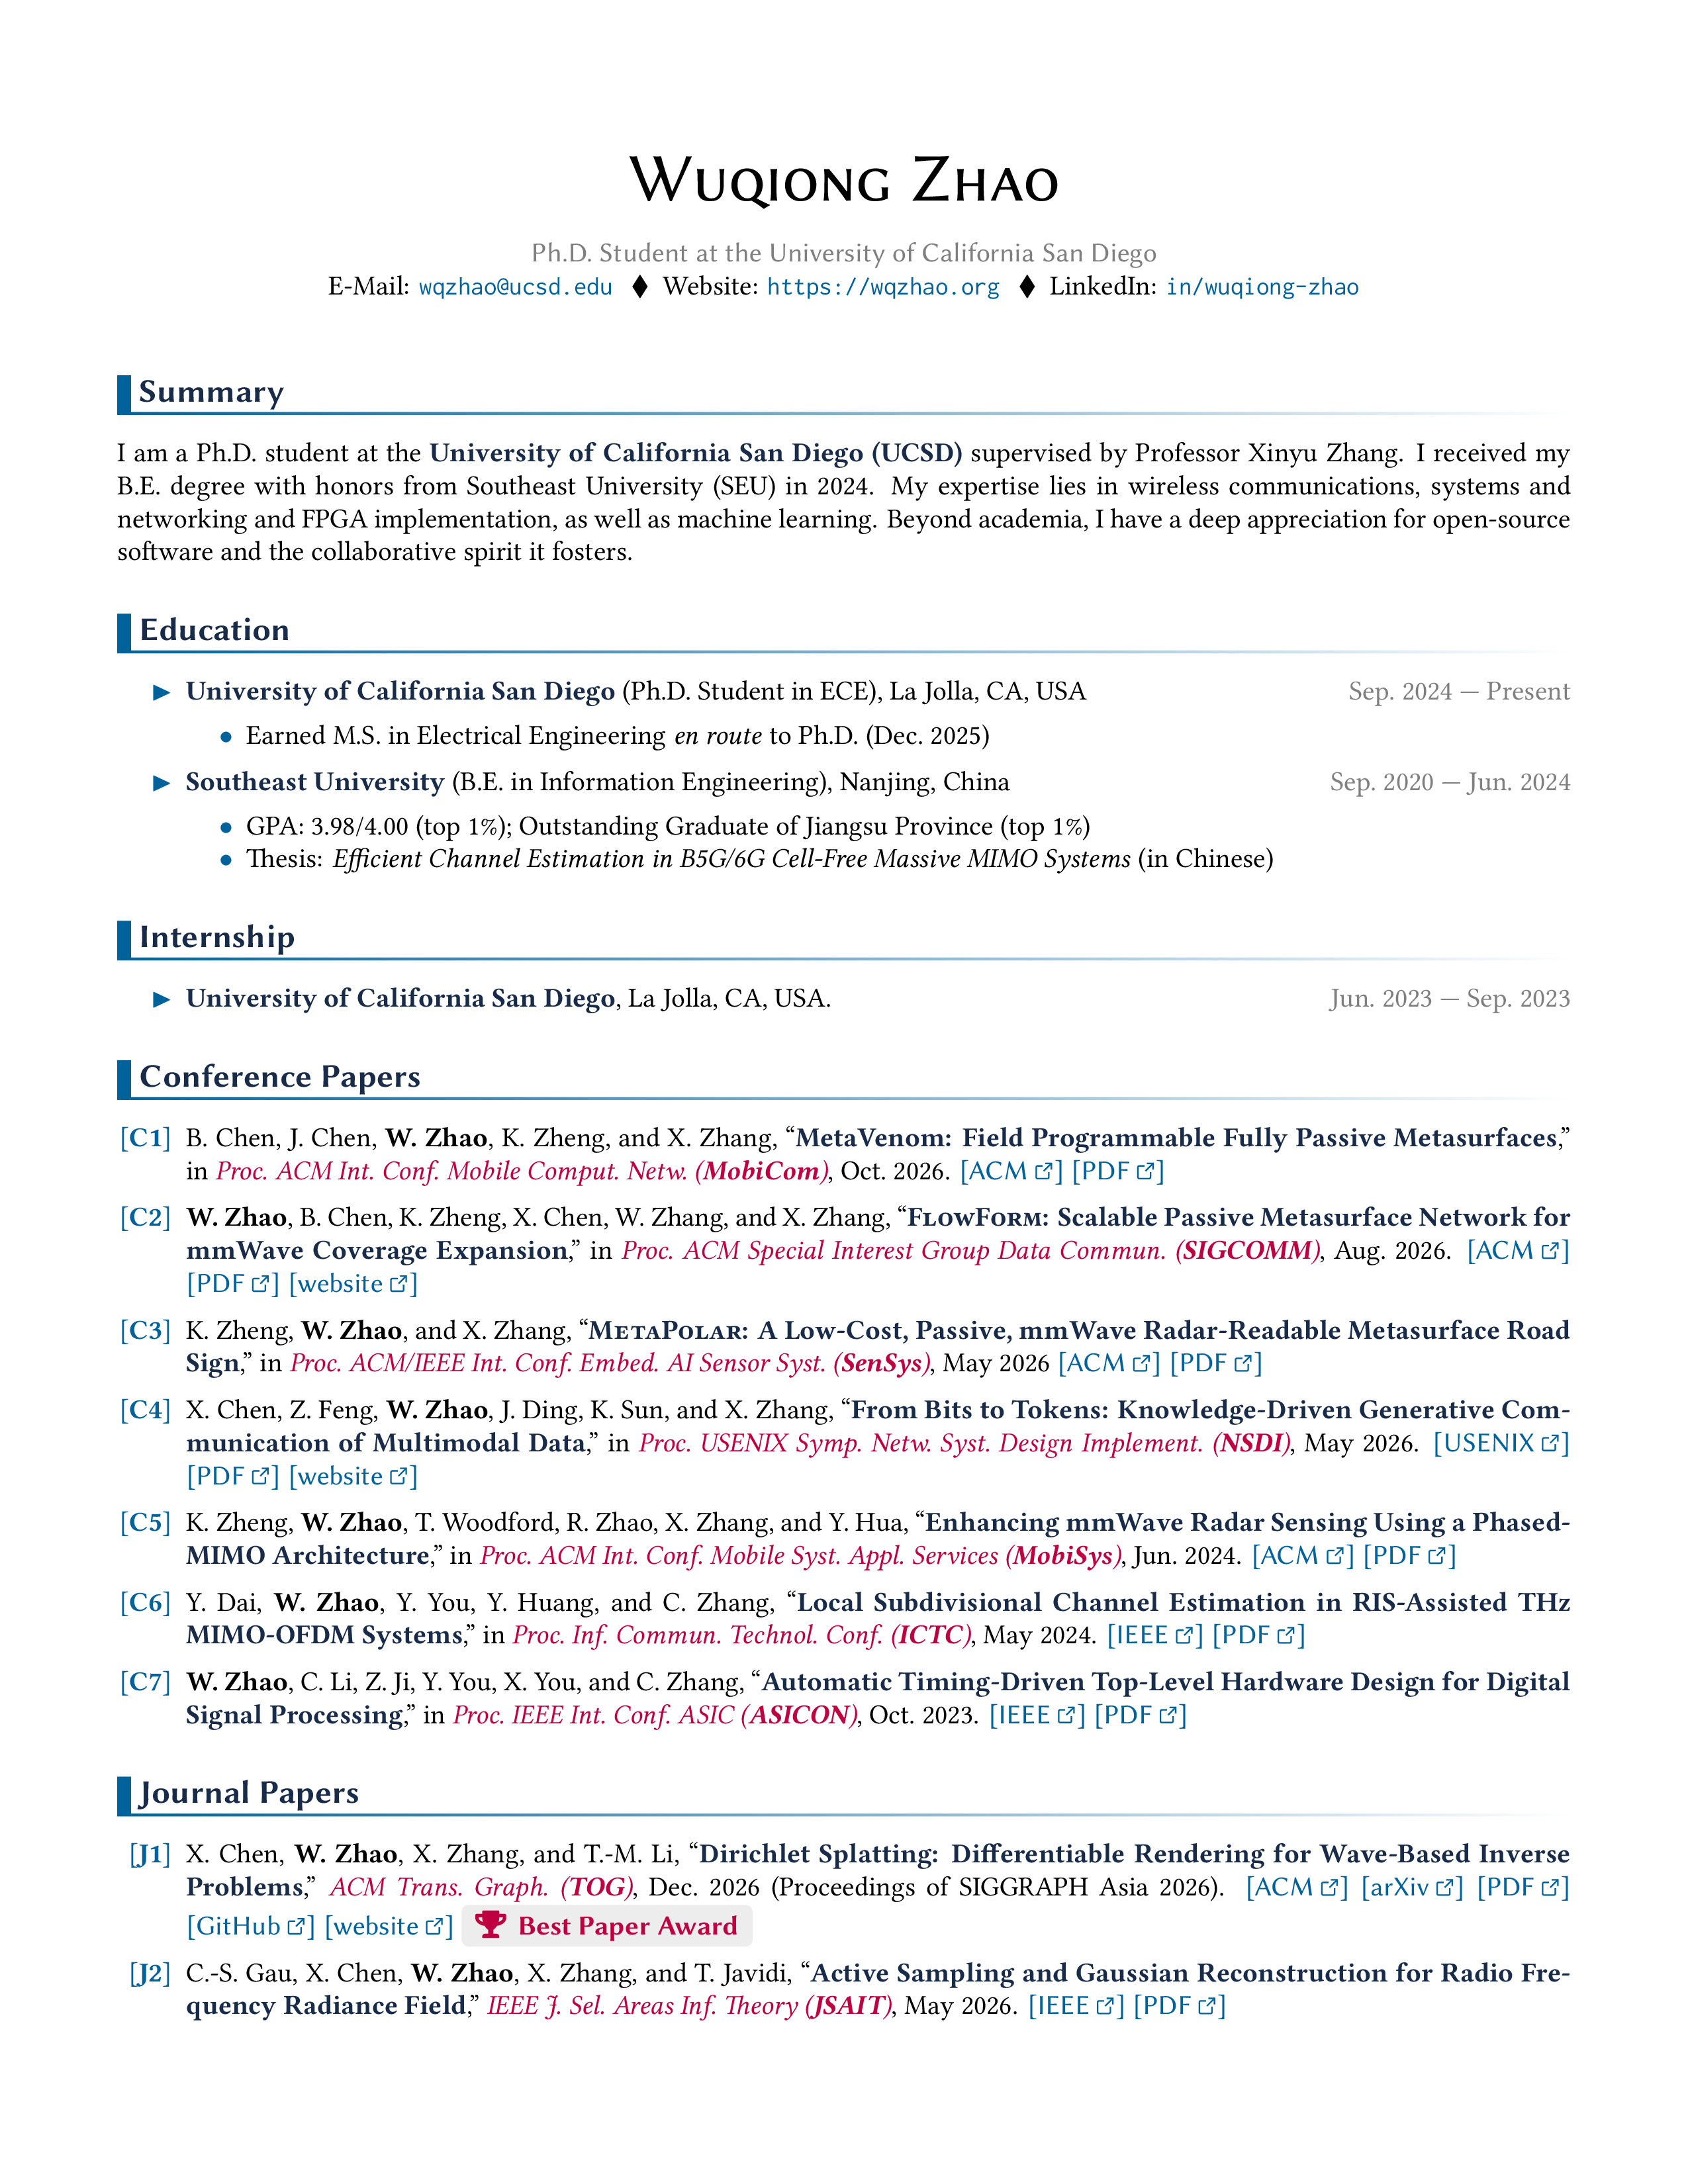 Wuqiong Zhao
Ph.D. Student at the University of California San Diego
E-Mail: wqzhao@ucsd.edu ♦ Website: https://wqzhao.org ♦ LinkedIn: in/wuqiong-zhao
Summary
I am a Ph.D. student at the University of California San Diego (UCSD) supervised by Professor Xinyu Zhang. I received my
B.E. degree with honors from Southeast University (SEU) in 2024. My expertise lies in wireless communications, systems and
networking and FPGA implementation, as well as machine learning. Beyond academia, I have a deep appreciation for open-source
software and the collaborative spirit it fosters.
Education
▶ University of California San Diego (Ph.D. Student in ECE), La Jolla, CA, USA Sep. 2024 — Present
• Earned M.S. in Electrical Engineering en route to Ph.D. (Dec. 2025)
▶ Southeast University (B.E. in Information Engineering), Nanjing, China Sep. 2020 — Jun. 2024
• GPA: 3.98/4.00 (top 1%); Outstanding Graduate of Jiangsu Province (top 1%)
• Thesis: Efficient Channel Estimation in B5G/6G Cell-Free Massive MIMO Systems (in Chinese)
Internship
▶ University of California San Diego, La Jolla, CA, USA. Jun. 2023 — Sep. 2023
Conference Papers
[C1] B. Chen, J. Chen, W. Zhao, K. Zheng, and X. Zhang, “MetaVenom: Field Programmable Fully Passive Metasurfaces,”
in Proc. ACM Int. Conf. Mobile Comput. Netw. (MobiCom), Oct. 2026. [ACM] [PDF]
[C2] W. Zhao, B. Chen, K. Zheng, X. Chen, W. Zhang, and X. Zhang, “FlowForm: Scalable Passive Metasurface Network for
mmWave Coverage Expansion,” in Proc. ACM Special Interest Group Data Commun. (SIGCOMM), Aug. 2026. [ACM]
[PDF] [website]
[C3] K. Zheng, W. Zhao, and X. Zhang, “MetaPolar: A Low-Cost, Passive, mmWave Radar-Readable Metasurface Road
Sign,” in Proc. ACM/IEEE Int. Conf. Embed. AI Sensor Syst. (SenSys), May 2026 [ACM] [PDF]
[C4] X. Chen, Z. Feng, W. Zhao, J. Ding, K. Sun, and X. Zhang, “From Bits to Tokens: Knowledge-Driven Generative Com-
munication of Multimodal Data,” in Proc. USENIX Symp. Netw. Syst. Design Implement. (NSDI), May 2026. [USENIX]
[PDF] [website]
[C5] K. Zheng, W. Zhao, T. Woodford, R. Zhao, X. Zhang, and Y. Hua, “Enhancing mmWave Radar Sensing Using a Phased-
MIMO Architecture,” in Proc. ACM Int. Conf. Mobile Syst. Appl. Services (MobiSys), Jun. 2024. [ACM] [PDF]
[C6] Y. Dai, W. Zhao, Y. You, Y. Huang, and C. Zhang, “Local Subdivisional Channel Estimation in RIS-Assisted THz
MIMO-OFDM Systems,” in Proc. Inf. Commun. Technol. Conf. (ICTC), May 2024. [IEEE] [PDF]
[C7] W. Zhao, C. Li, Z. Ji, Y. You, X. You, and C. Zhang, “Automatic Timing-Driven Top-Level Hardware Design for Digital
Signal Processing,” in Proc. IEEE Int. Conf. ASIC (ASICON), Oct. 2023. [IEEE] [PDF]
Journal Papers
[J1] X. Chen, W. Zhao, X. Zhang, and T.-M. Li, “Dirichlet Splatting: Differentiable Rendering for Wave-Based Inverse
Problems,” ACM Trans. Graph. (TOG), Dec. 2026 (Proceedings of SIGGRAPH Asia 2026). [ACM] [arXiv] [PDF]
[GitHub] [website] Best Paper Award
[J2] C.-S. Gau, X. Chen, W. Zhao, X. Zhang, and T. Javidi, “Active Sampling and Gaussian Reconstruction for Radio Fre-
quency Radiance Field,” IEEE J. Sel. Areas Inf. Theory (JSAIT), May 2026. [IEEE] [PDF]